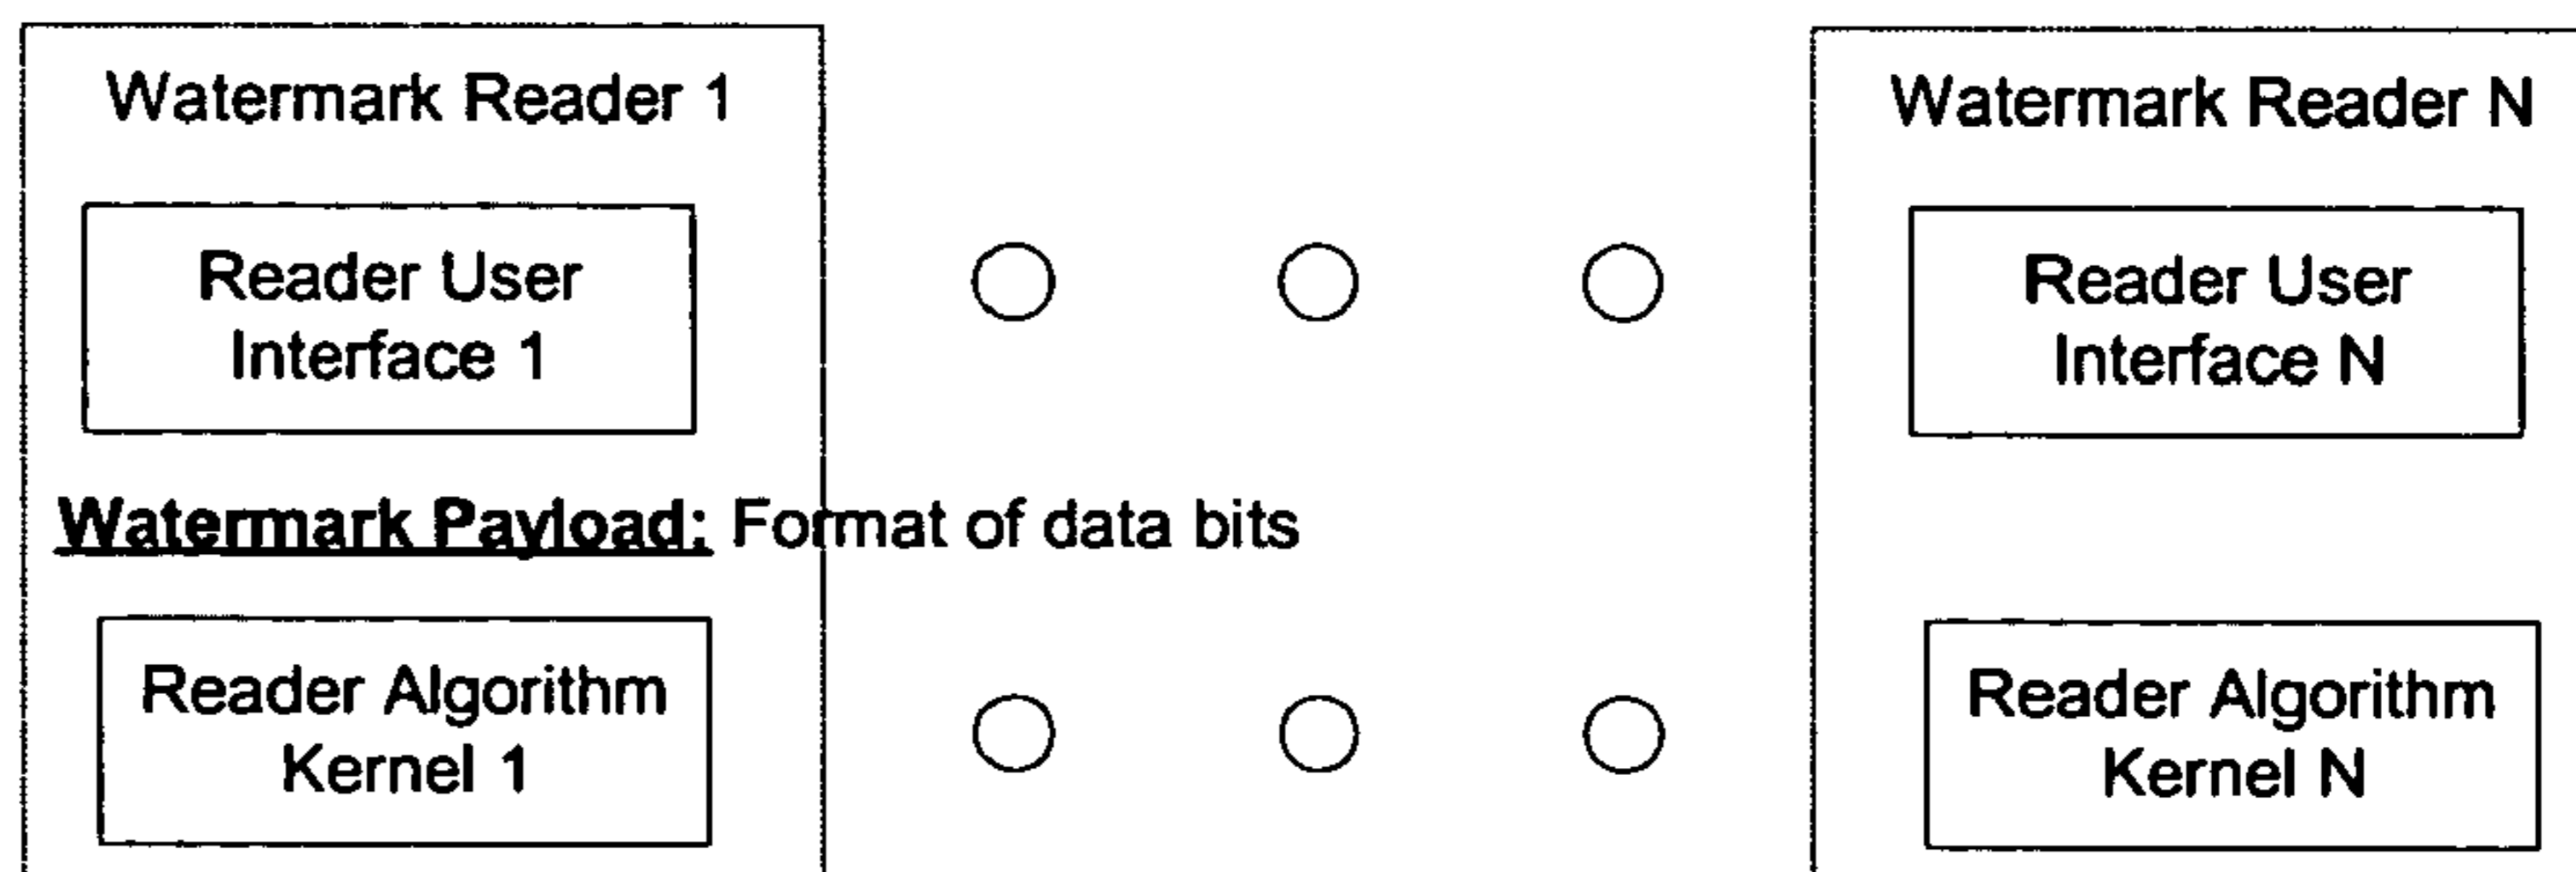 Watermark Reader 1
Watermark Reader N
Reader User
Interface 1
Reader User
Interface N
Watermark Payload: Format of data bits
Reader Algorithm
Kernel 1
Reader Algorithm
Kernel N